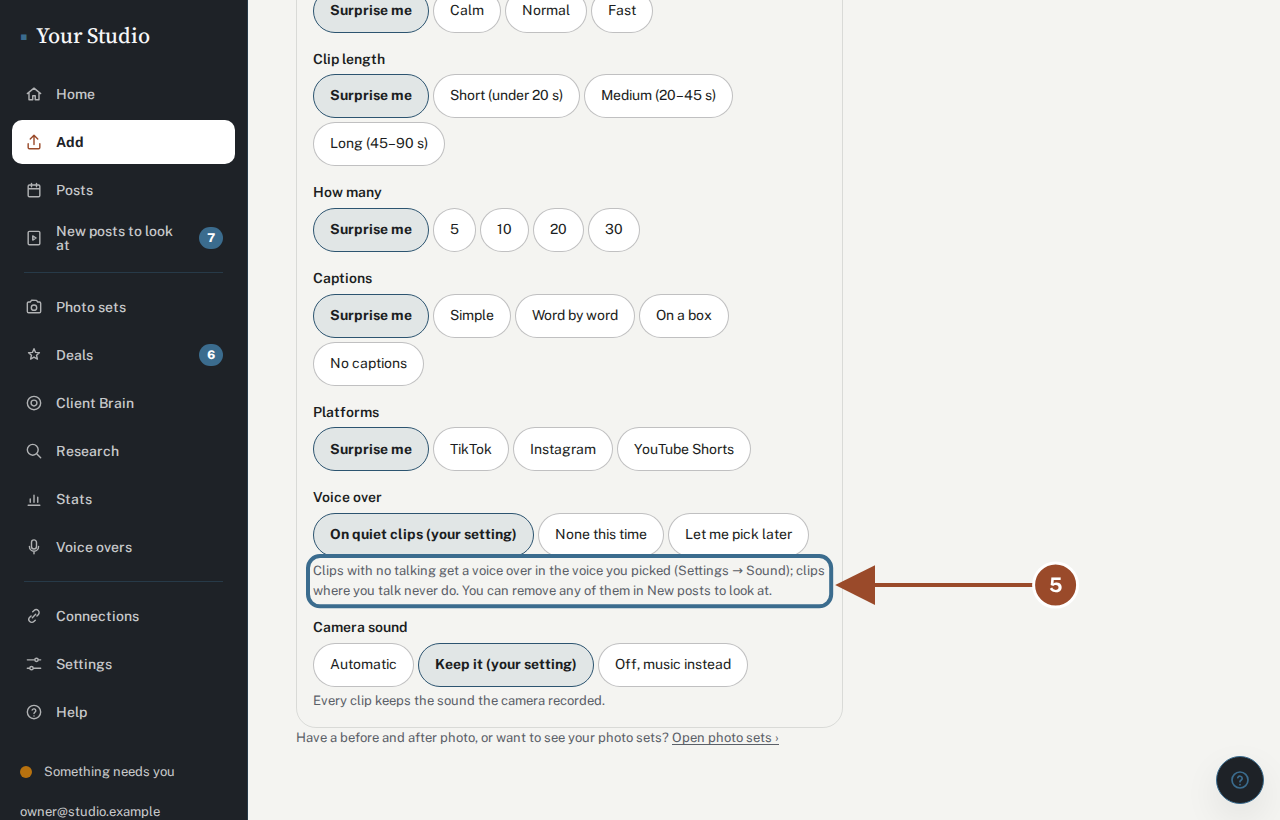 Your Studio
Home
Add
Posts
New posts to look
at
7
Photo sets
Deals
6
Client Brain
Research
Stats
Voice overs
Connections
Settings
Help
Something needs you
owner@studio.example
Surprise me
Calm
Normal
Fast
Clip length
Surprise me
Short (under 20 s)
Medium (20–45 s)
Long (45–90 s)
How many
Surprise me
5
10
20
30
Captions
Surprise me
Simple
Word by word
On a box
No captions
Platforms
Surprise me
TikTok
Instagram
YouTube Shorts
Voice over
On quiet clips (your setting)
None this time
Let me pick later
Clips with no talking get a voice over in the voice you picked (Settings → Sound); clips
where you talk never do. You can remove any of them in New posts to look at.
5
Camera sound
Automatic
Keep it (your setting)
Off, music instead
Every clip keeps the sound the camera recorded.
Have a before and after photo, or want to see your photo sets? Open photo sets ›